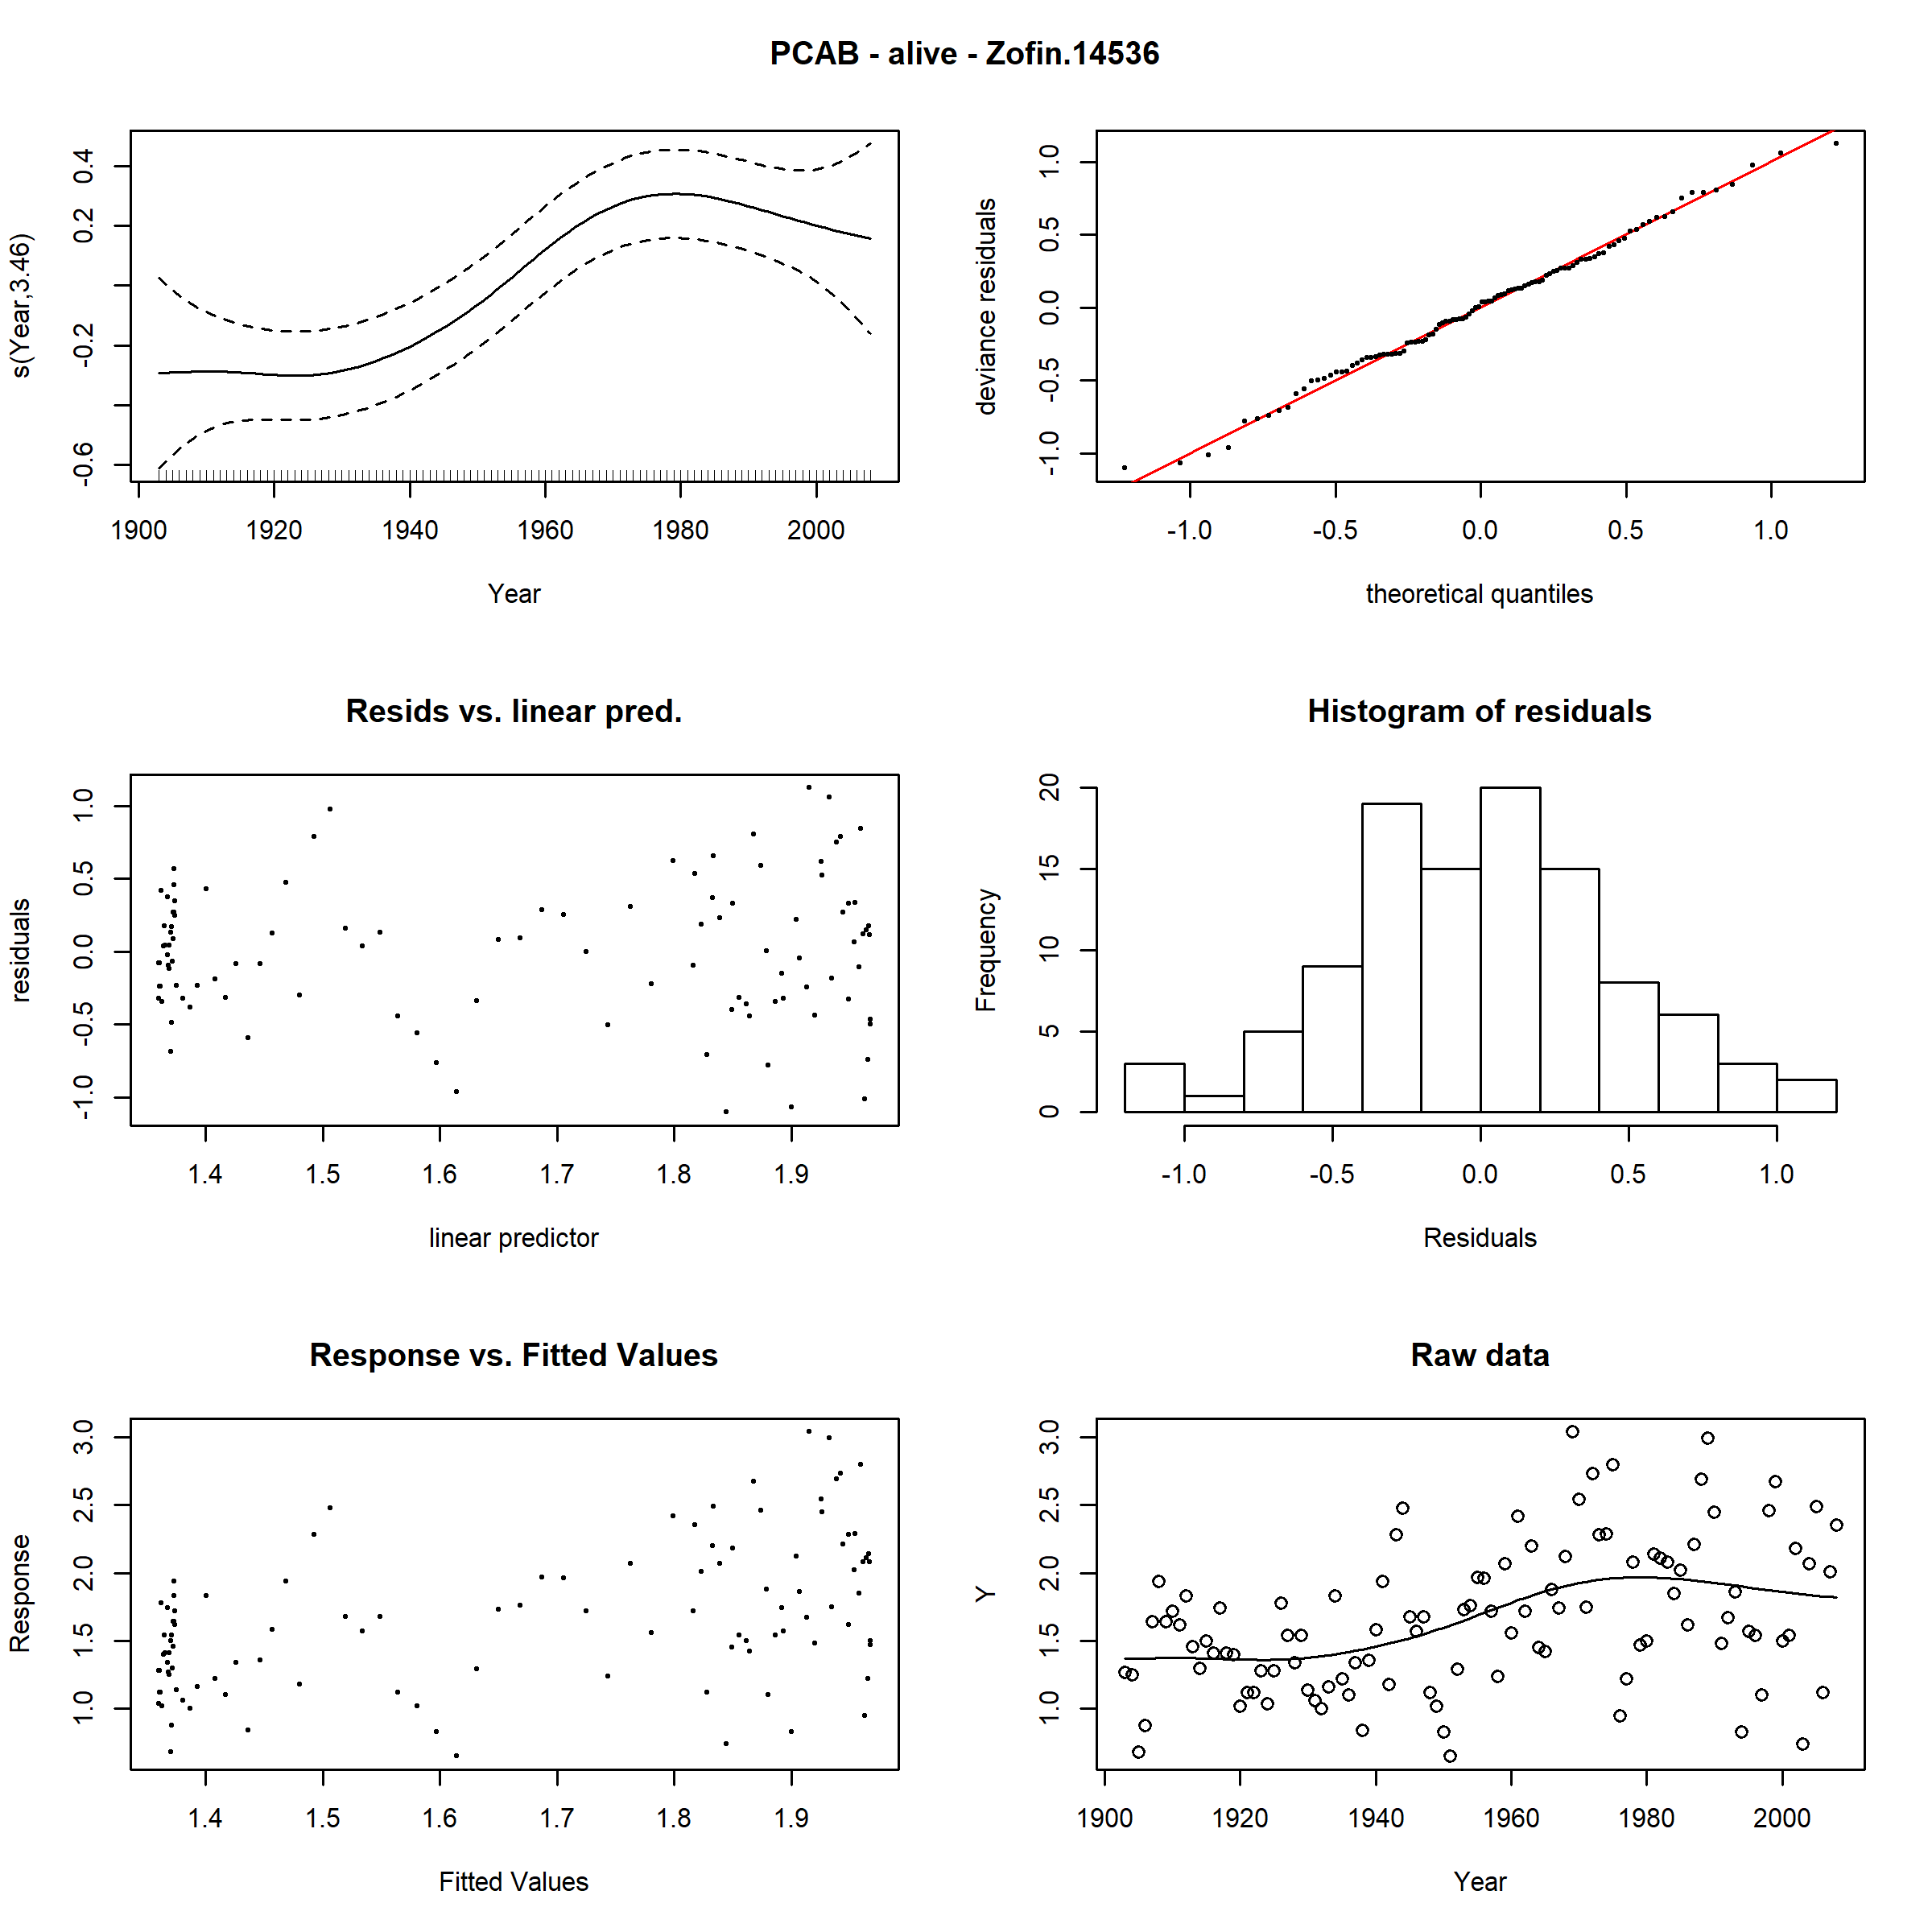 PCAB - alive - Zofin.14536
s(Year,3.46)
-0.6 -0.2 0.2 0.4
1900 1920 1940 1960 1980 2000
Year
deviance residuals
-1.0 -0.5 0.0 0.5 1.0
-1.0 -0.5 0.0 0.5 1.0
theoretical quantiles
Resids vs. linear pred.
residuals
-1.0 -0.5 0.0 0.5 1.0
1.4 1.5 1.6 1.7 1.8 1.9
linear predictor
Histogram of residuals
Frequency
0 5 10 15 20
-1.0 -0.5 0.0 0.5 1.0
Residuals
Response vs. Fitted Values
Response
1.0 1.5 2.0 2.5 3.0
1.4 1.5 1.6 1.7 1.8 1.9
Fitted Values
Raw data
Y
1.0 1.5 2.0 2.5 3.0
1900 1920 1940 1960 1980 2000
Year